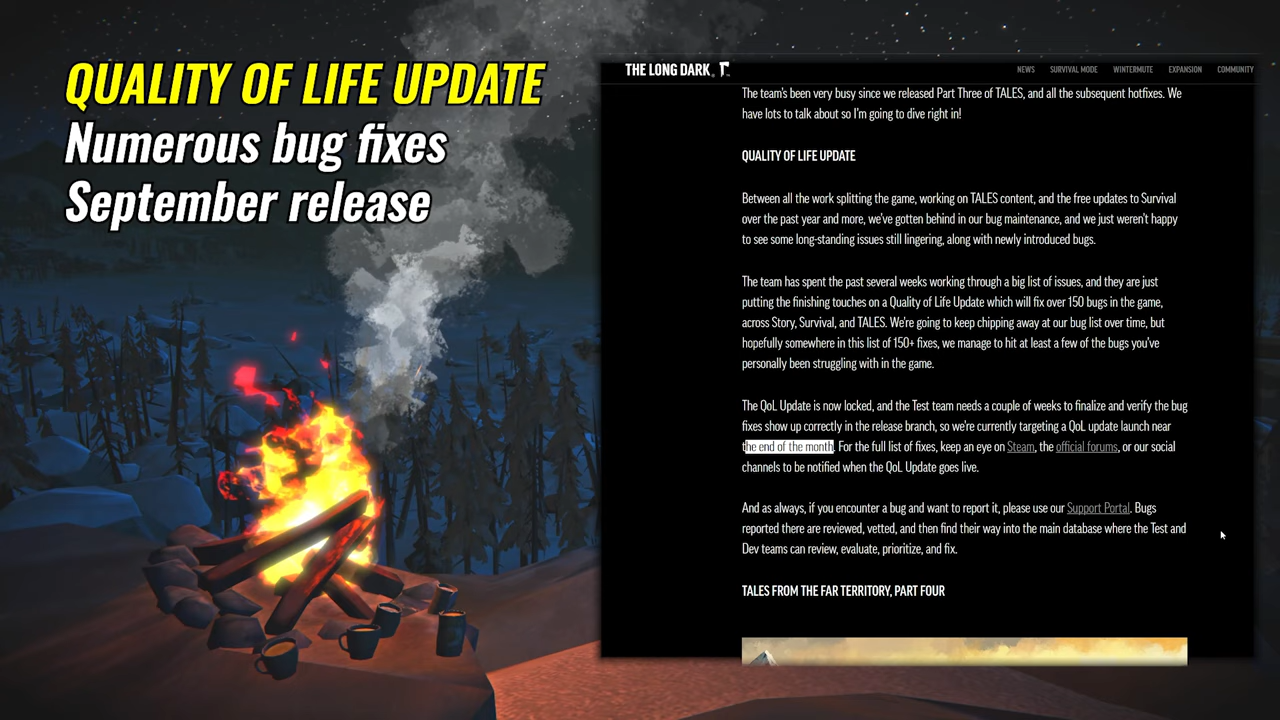 QUALITY OF LIFE UPDATE
Numerous bug fixes
September release
THE LONG DARK
NEWS SURVIVAL MODE WINTERMUTE EXPANSION COMMUNITY
The team's been very busy since we released Part Three of TALES, and all the subsequent hotfixes. We
have lots to talk about so I'm going to dive right in!
QUALITY OF LIFE UPDATE
Between all the work splitting the game, working on TALES content, and the free updates to Survival
over the past year and more, we've gotten behind in our bug maintenance, and we just weren't happy
to see some long-standing issues still lingering, along with newly introduced bugs.
The team has spent the past several weeks working through a big list of issues, and they are just
putting the finishing touches on a Quality of Life Update which will fix over 150 bugs in the game,
across Story, Survival, and TALES. We're going to keep chipping away at our bug list over time, but
hopefully somewhere in this list of 150+ fixes, we manage to hit at least a few of the bugs you've
personally been struggling with in the game.
The QoL Update is now locked, and the Test team needs a couple of weeks to finalize and verify the bug
fixes show up correctly in the release branch, so we're currently targeting a QoL update launch near
the end of the month. For the full list of fixes, keep an eye on Steam, the official forums, or our social
channels to be notified when the QoL Update goes live.
And as always, if you encounter a bug and want to report it, please use our Support Portal. Bugs
reported there are reviewed, vetted, and then find their way into the main database where the Test and
Dev teams can review, evaluate, prioritize, and fix.
TALES FROM THE FAR TERRITORY, PART FOUR